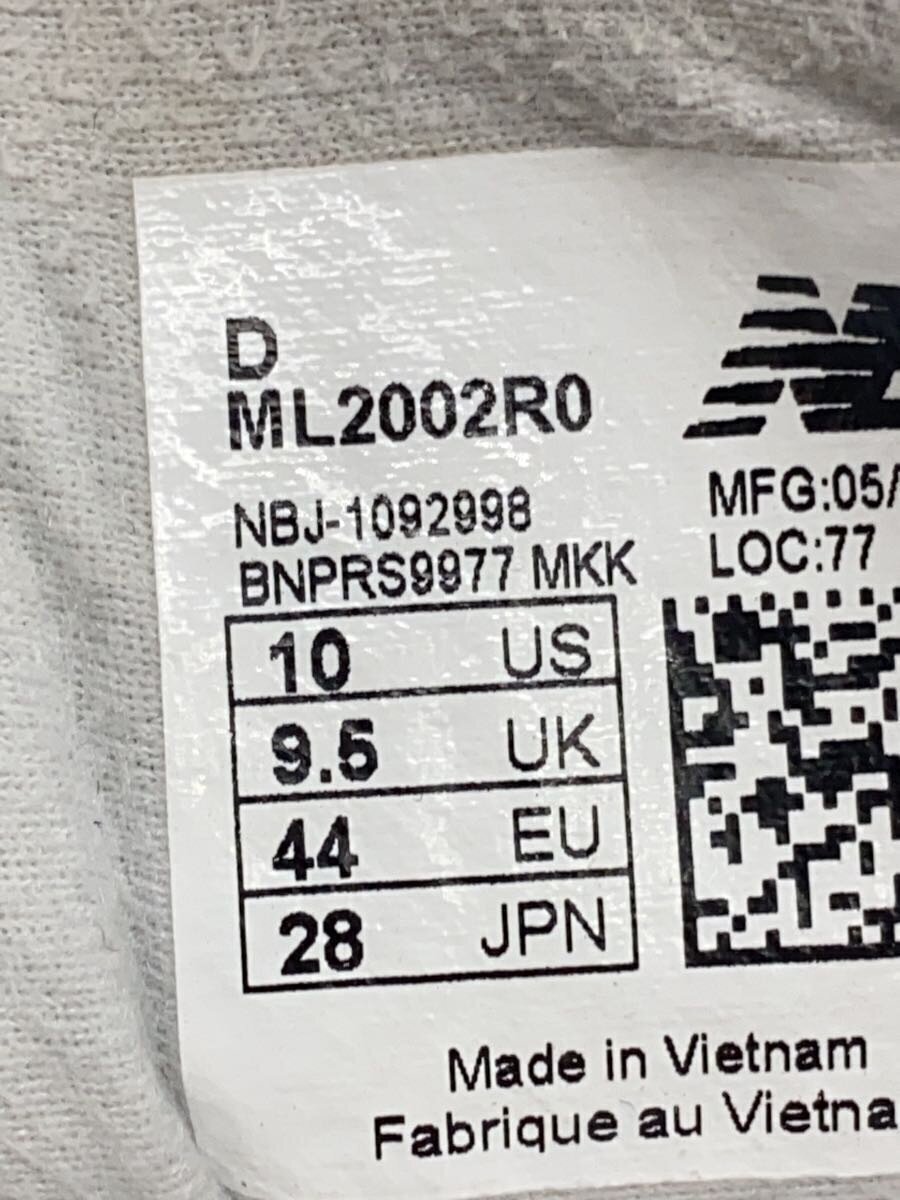 D
ML2002R0
NBJ-1092998
BNPRS9977 MKK
MFG:05/
LOC:77
10 US
9.5 UK
44 EU
28 JPN
Made in Vietnam
Fabrique au Vietna